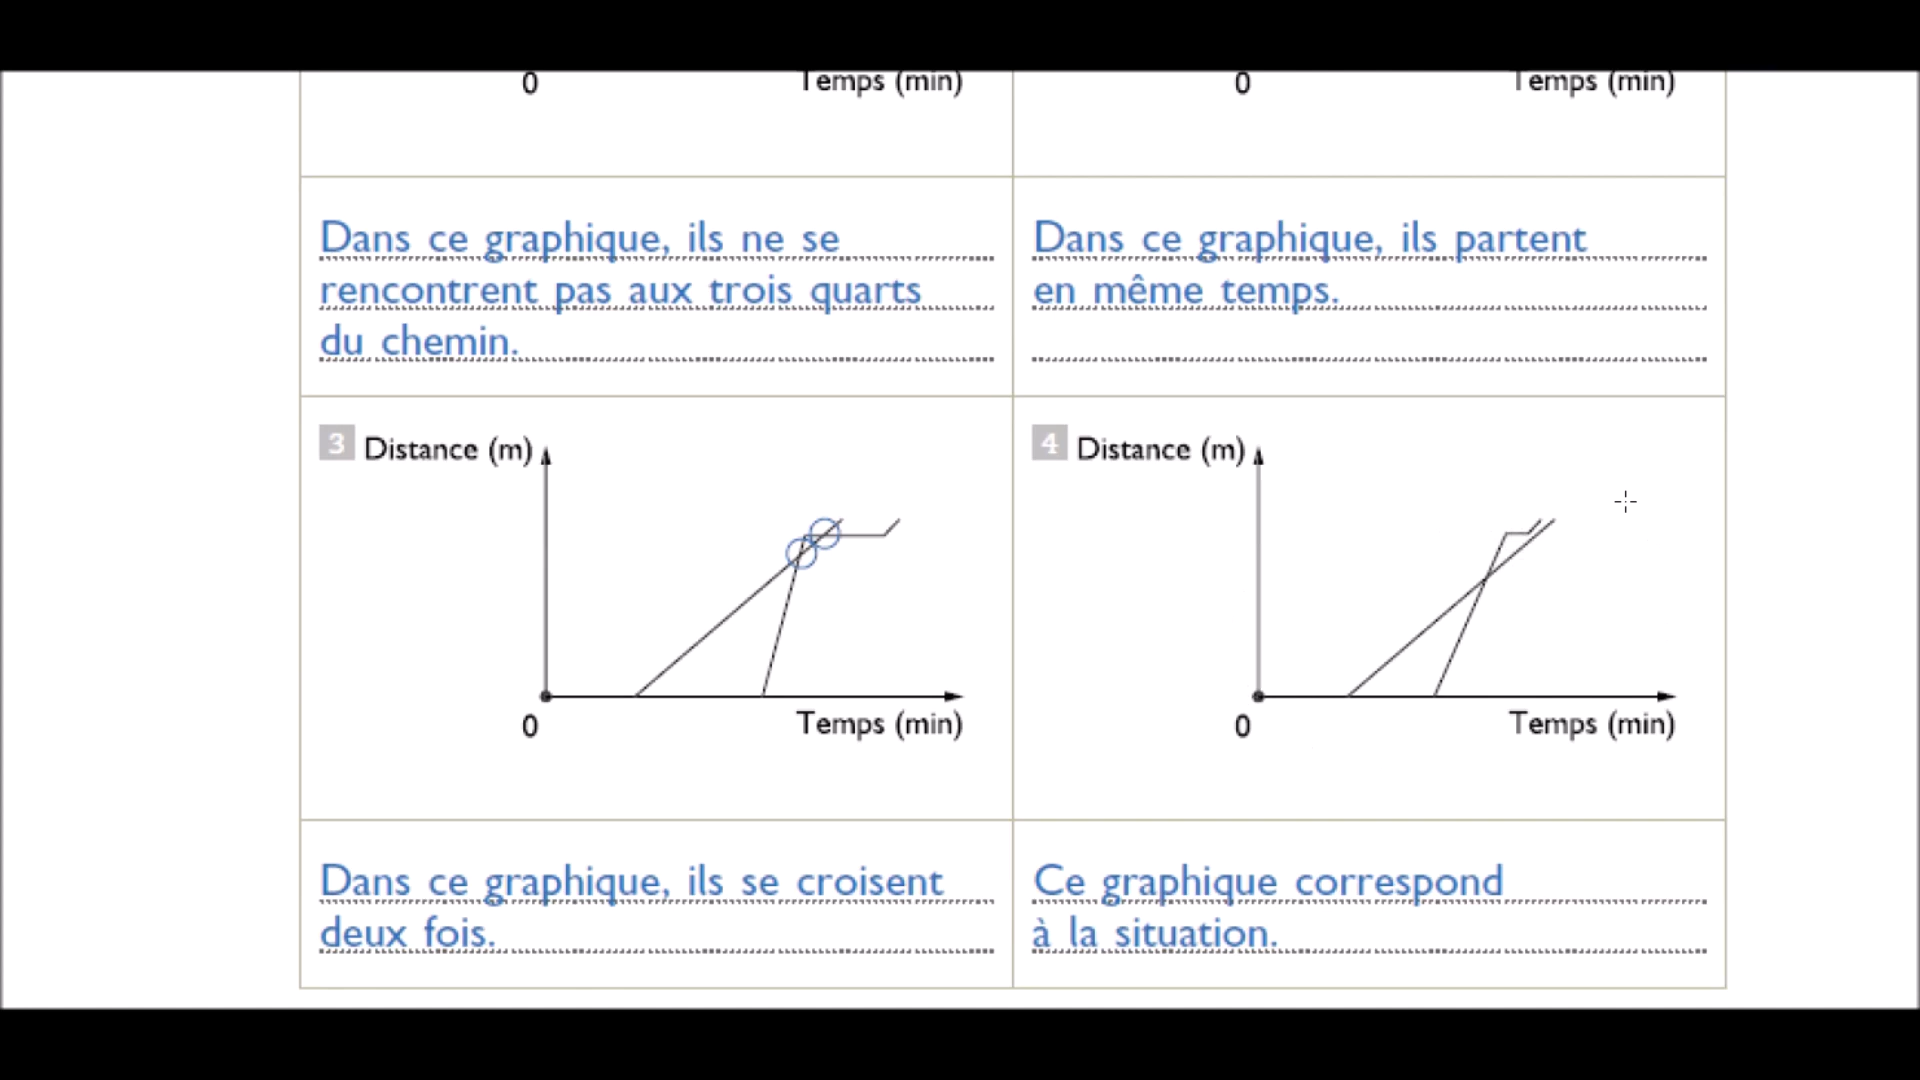 0 Temps (min)
0 Temps (min)
Dans ce graphique, ils ne se
rencontrent pas aux trois quarts
du chemin.
Dans ce graphique, ils partent
en même temps.
3 Distance (m)
0 Temps (min)
4 Distance (m)
0 Temps (min)
Dans ce graphique, ils se croisent
deux fois.
Ce graphique correspond
à la situation.